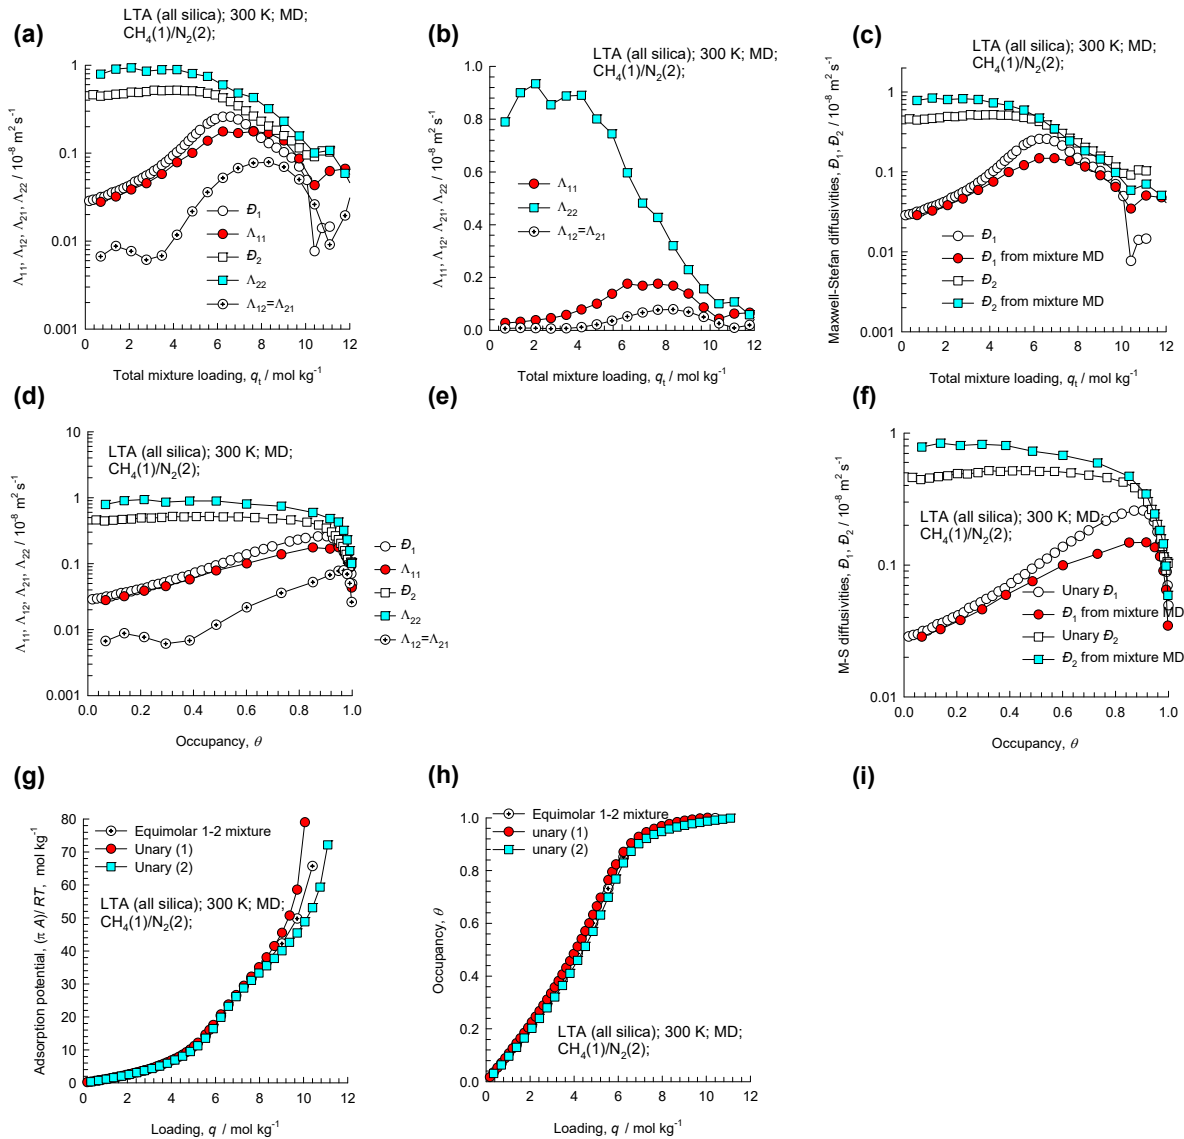 (a)
LTA (all silica); 300 K; MD;
CH4(1)/N2(2);
Λ11, Λ12, Λ21, Λ22 / 10-8 m2 s-1
1
0.1
0.01
0.001
Đ1
Λ11
Đ2
Λ22
Λ12=Λ21
0 2 4 6 8 10 12
Total mixture loading, qt / mol kg-1
(b)
LTA (all silica); 300 K; MD;
CH4(1)/N2(2);
Λ11, Λ12, Λ21, Λ22 / 10-8 m2 s-1
1.0
0.8
0.6
0.4
0.2
0.0
Λ11
Λ22
Λ12=Λ21
0 2 4 6 8 10 12
Total mixture loading, qt / mol kg-1
(c)
LTA (all silica); 300 K; MD;
CH4(1)/N2(2);
Maxwell-Stefan diffusivities, Đ1, Đ2 / 10-8 m2 s-1
1
0.1
0.01
0.001
Đ1
Đ1 from mixture MD
Đ2
Đ2 from mixture MD
0 2 4 6 8 10 12
Total mixture loading, qt / mol kg-1
(d)
LTA (all silica); 300 K; MD;
CH4(1)/N2(2);
Λ11, Λ12, Λ21, Λ22 / 10-8 m2 s-1
10
1
0.1
0.01
0.001
Đ1
Λ11
Đ2
Λ22
Λ12=Λ21
0.0 0.2 0.4 0.6 0.8 1.0
Occupancy, θ
(e)
(f)
M-S diffusivities, Đ1, Đ2 / 10-8 m2 s-1
1
0.1
0.01
LTA (all silica); 300 K; MD;
CH4(1)/N2(2);
Unary Đ1
Đ1 from mixture MD
Unary Đ2
Đ2 from mixture MD
0.0 0.2 0.4 0.6 0.8 1.0
Occupancy, θ
(g)
Adsorption potential, (π A)/ RT, mol kg-1
80
70
60
50
40
30
20
10
0
Equimolar 1-2 mixture
Unary (1)
Unary (2)
LTA (all silica); 300 K; MD;
CH4(1)/N2(2);
0 2 4 6 8 10 12
Loading, q / mol kg-1
(h)
Occupancy, θ
1.0
0.8
0.6
0.4
0.2
0.0
Equimolar 1-2 mixture
unary (1)
unary (2)
LTA (all silica); 300 K; MD;
CH4(1)/N2(2);
0 2 4 6 8 10 12
Loading, q / mol kg-1
(i)